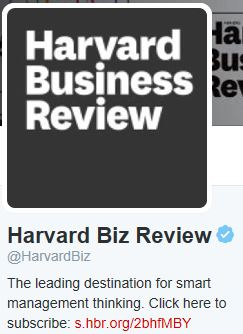 Harvard
Business
Review
Harvard Biz Review
@HarvardBiz
The leading destination for smart
management thinking. Click here to
subscribe: s.hbr.org/2bhfMBY